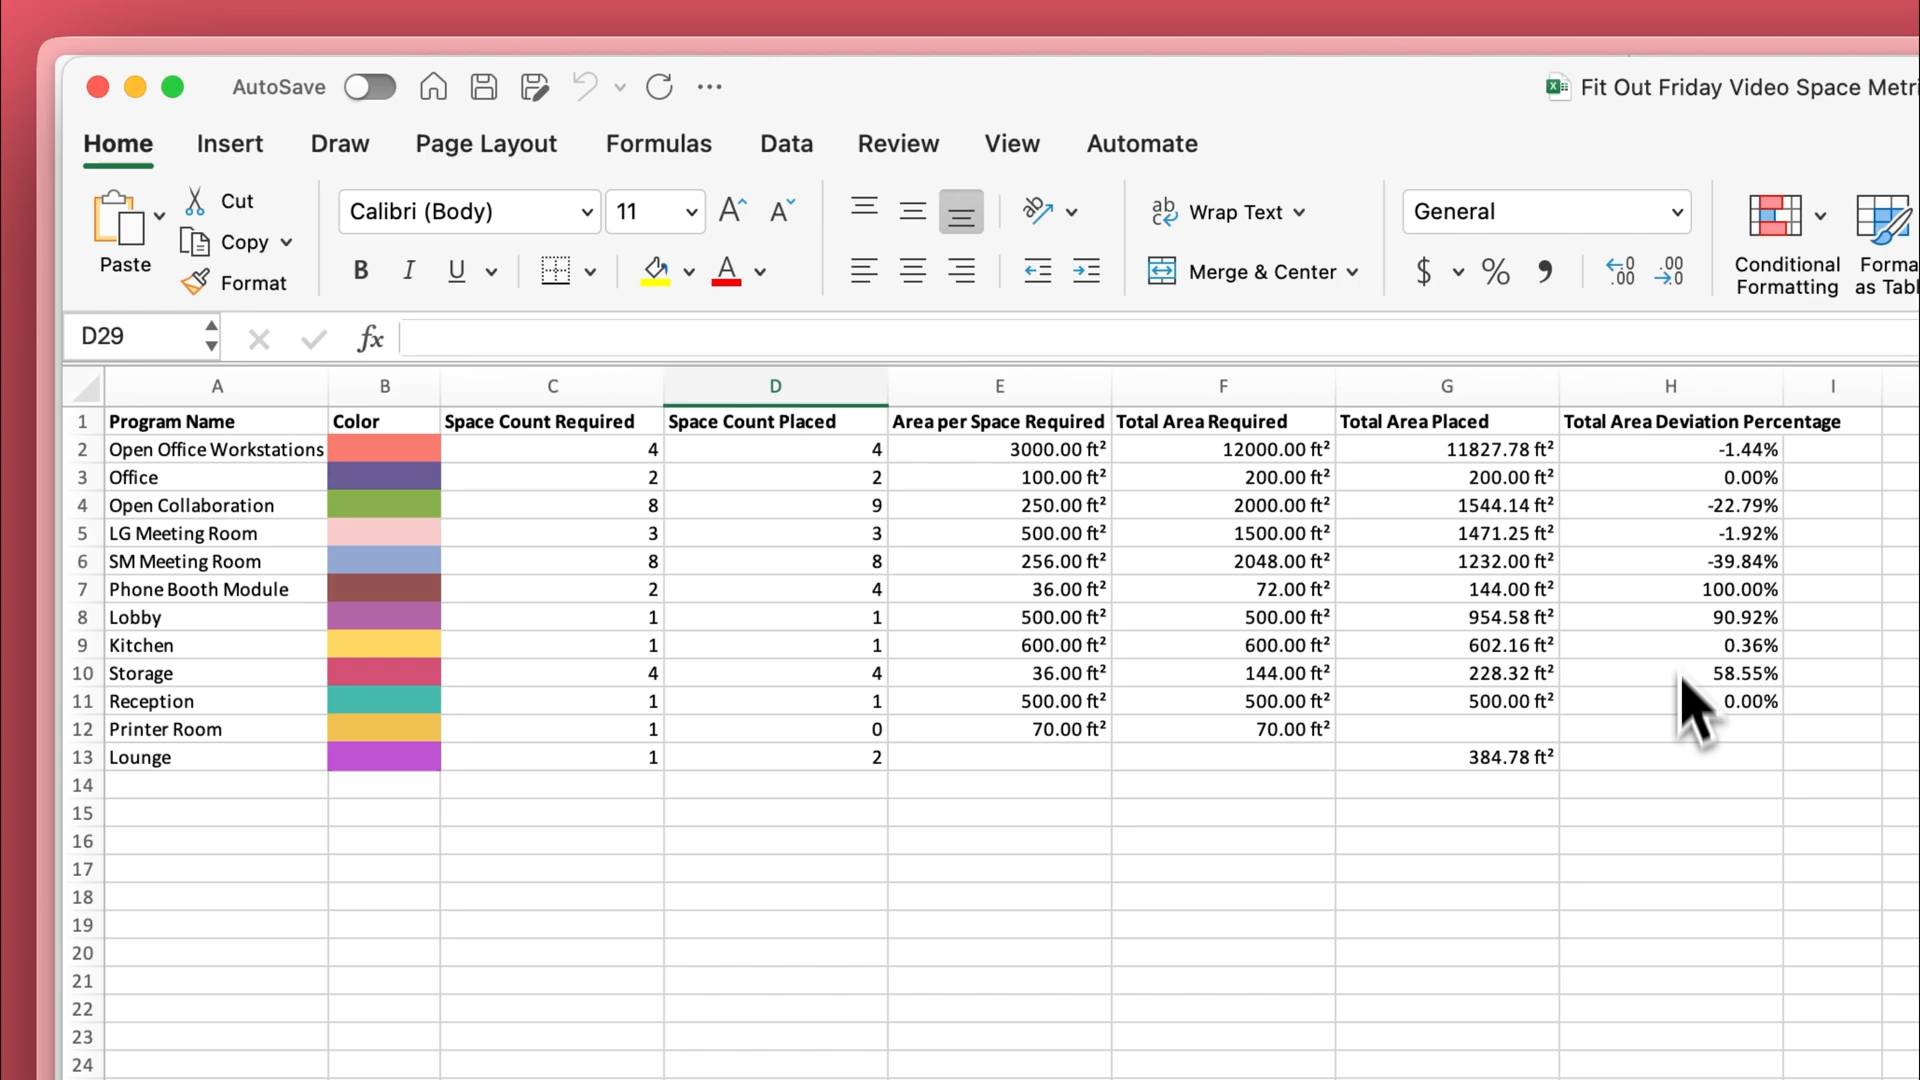 AutoSave
Fit Out Friday Video Space Metri
Home Insert Draw Page Layout Formulas Data Review View Automate
Paste
Cut
Copy
Format
Calibri (Body) 11
Wrap Text
Merge & Center
General
Conditional Formatting
Forma
as Tabl
D29
A B C D E F G H I
1 Program Name Color Space Count Required Space Count Placed Area per Space Required Total Area Required Total Area Placed Total Area Deviation Percentage
2 Open Office Workstations 4 4 3000.00 ft² 12000.00 ft² 11827.78 ft² -1.44%
3 Office 2 2 100.00 ft² 200.00 ft² 200.00 ft² 0.00%
4 Open Collaboration 8 9 250.00 ft² 2000.00 ft² 1544.14 ft² -22.79%
5 LG Meeting Room 3 3 500.00 ft² 1500.00 ft² 1471.25 ft² -1.92%
6 SM Meeting Room 8 8 256.00 ft² 2048.00 ft² 1232.00 ft² -39.84%
7 Phone Booth Module 2 4 36.00 ft² 72.00 ft² 144.00 ft² 100.00%
8 Lobby 1 1 500.00 ft² 500.00 ft² 954.58 ft² 90.92%
9 Kitchen 1 1 600.00 ft² 600.00 ft² 602.16 ft² 0.36%
10 Storage 4 4 36.00 ft² 144.00 ft² 228.32 ft² 58.55%
11 Reception 1 1 500.00 ft² 500.00 ft² 500.00 ft² 0.00%
12 Printer Room 1 0 70.00 ft² 70.00 ft²
13 Lounge 1 2 384.78 ft²
14
15
16
17
18
19
20
21
22
23
24